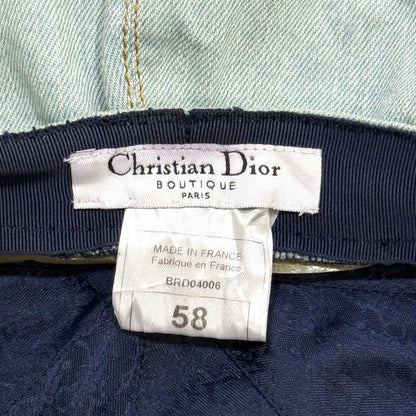 Christian Dior
BOUTIQUE
PARIS
MADE IN FRANCE
Fabriqué en France
BRD04006
58